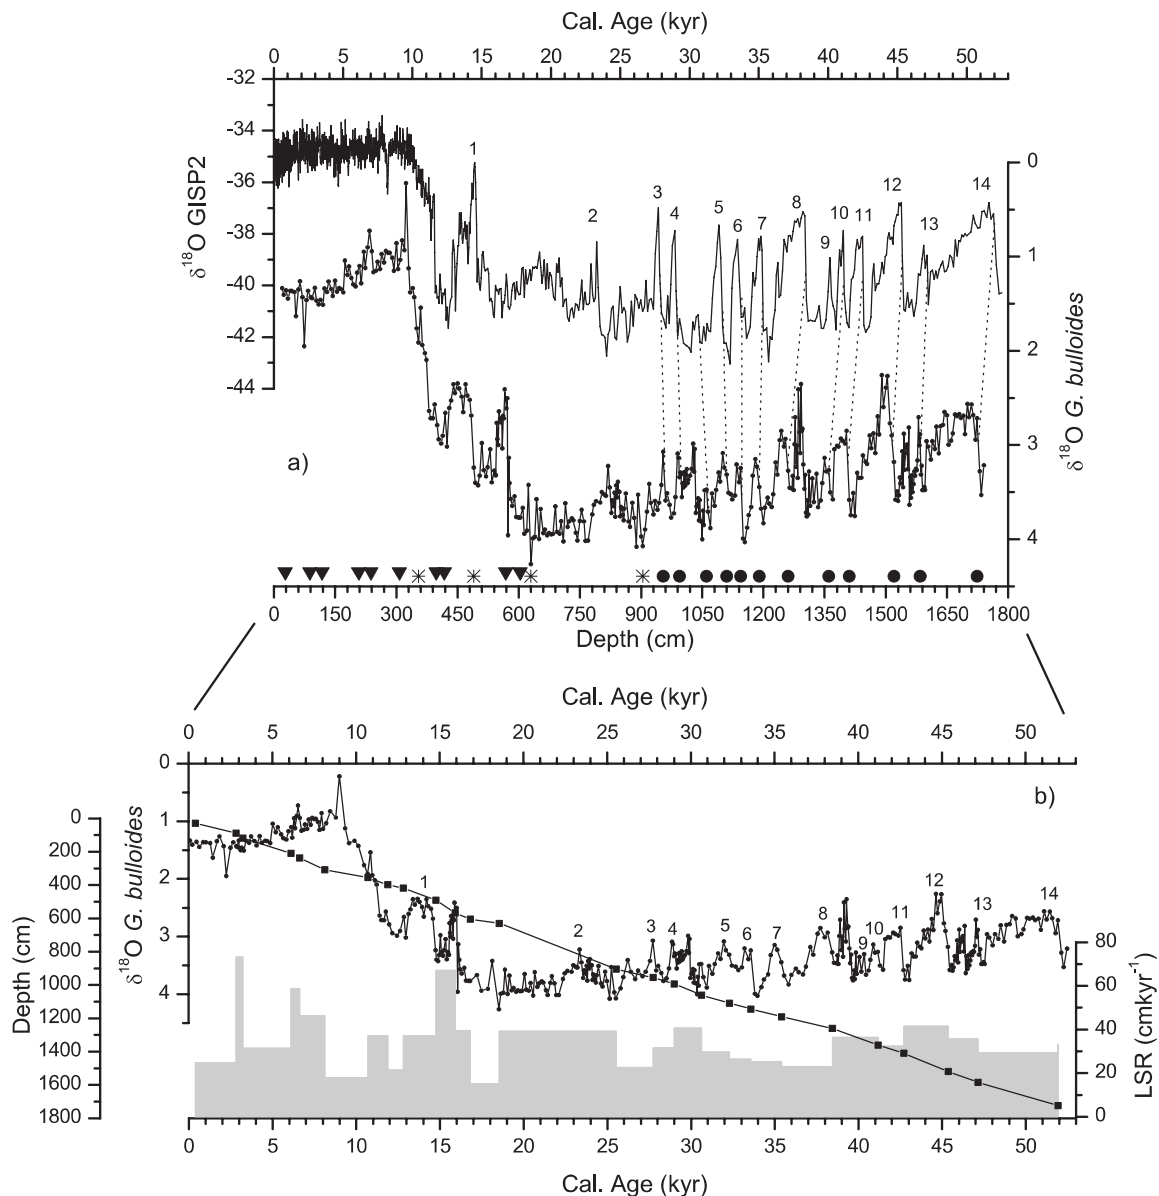 Cal. Age (kyr)
0 5 10 15 20 25 30 35 40 45 50
-32
-34
-36
-38
-40
-42
-44
δ18O GISP2
1 2 3 4 5 6 7 8 9 10 11 12 13 14
0
1
2
3
4
δ18O G. bulloides
a)
0 150 300 450 600 750 900 1050 1200 1350 1500 1650 1800
Depth (cm)
Cal. Age (kyr)
0 5 10 15 20 25 30 35 40 45 50
b)
0
1
2
3
4
δ18O G. bulloides
0
200
400
600
800
1000
1200
1400
1600
1800
Depth (cm)
1 2 3 4 5 6 7 8 9 10 11 12 13 14
80
60
40
20
0
LSR (cmkyr-1)
0 5 10 15 20 25 30 35 40 45 50
Cal. Age (kyr)